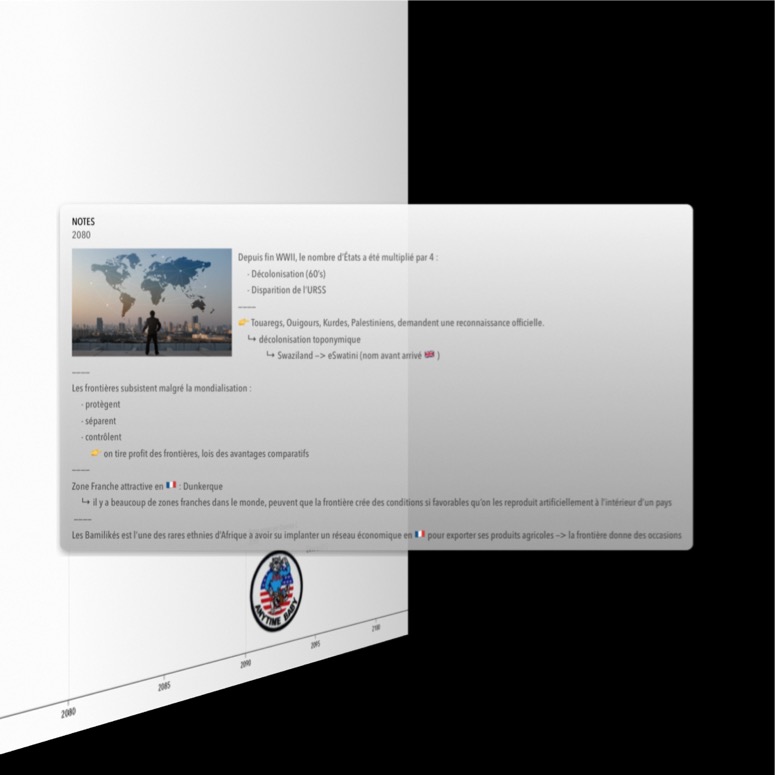 NOTES
2080
Depuis fin WWII, le nombre d'États a été multiplié par 4 :
- Décolonisation (60's)
- Disparition de l'URSS
———
👉 Touaregs, Ouigours, Kurdes, Palestiniens, demandent une reconnaissance officielle.
↳ décolonisation toponymique
↳ Swaziland —> eSwatini (nom avant arrivé 🇬🇧 )
———
Les frontières subsistent malgré la mondialisation :
- protègent
- séparent
- contrôlent
👉 on tire profit des frontières, lois des avantages comparatifs
———
Zone Franche attractive en 🇫🇷 : Dunkerque
↳ il y a beaucoup de zones franches dans le monde, peuvent que la frontière crée des conditions si favorables qu'on les reproduit artificiellement à l'intérieur d'un pays
———
Les Bamilikés est l'une des rares ethnies d'Afrique a avoir su implanter un réseau économique en 🇫🇷 pour exporter ses produits agricoles —> la frontière donne des occasions
ANYTIME BABY
2080
2085
2090
2095
2100